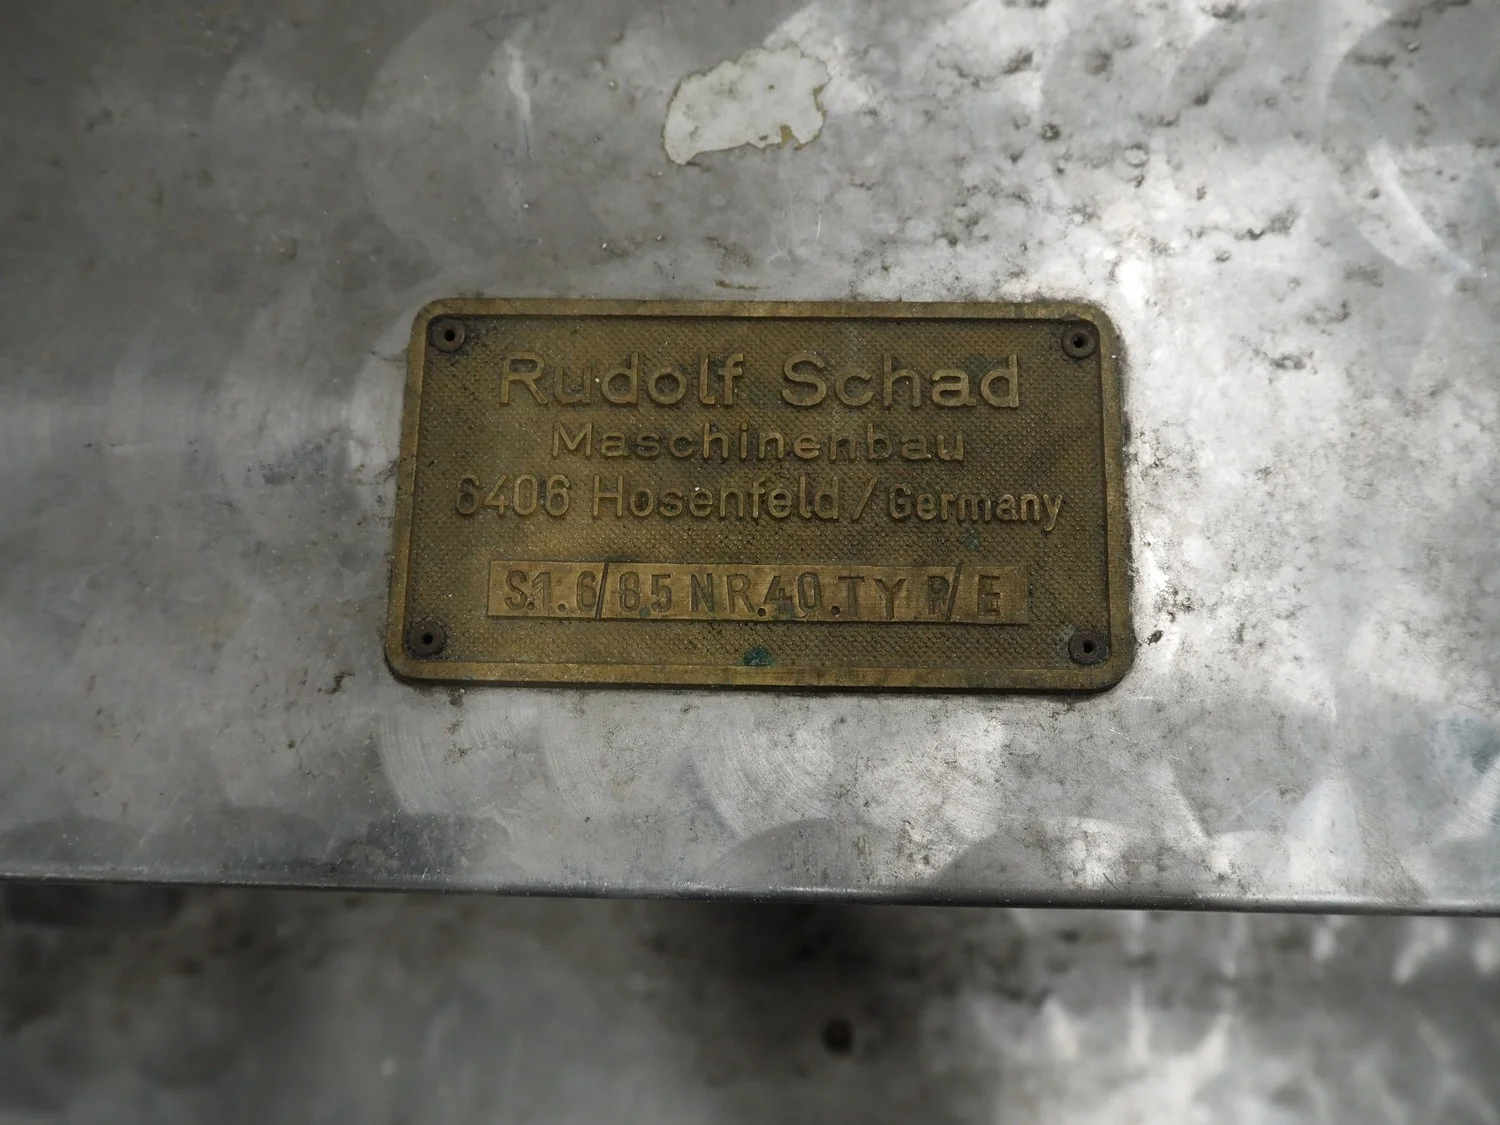 Rudolf Schad
Maschinenbau
6406 Hosenfeld/Germany
S.1.6/85 NR.40.TYP/E